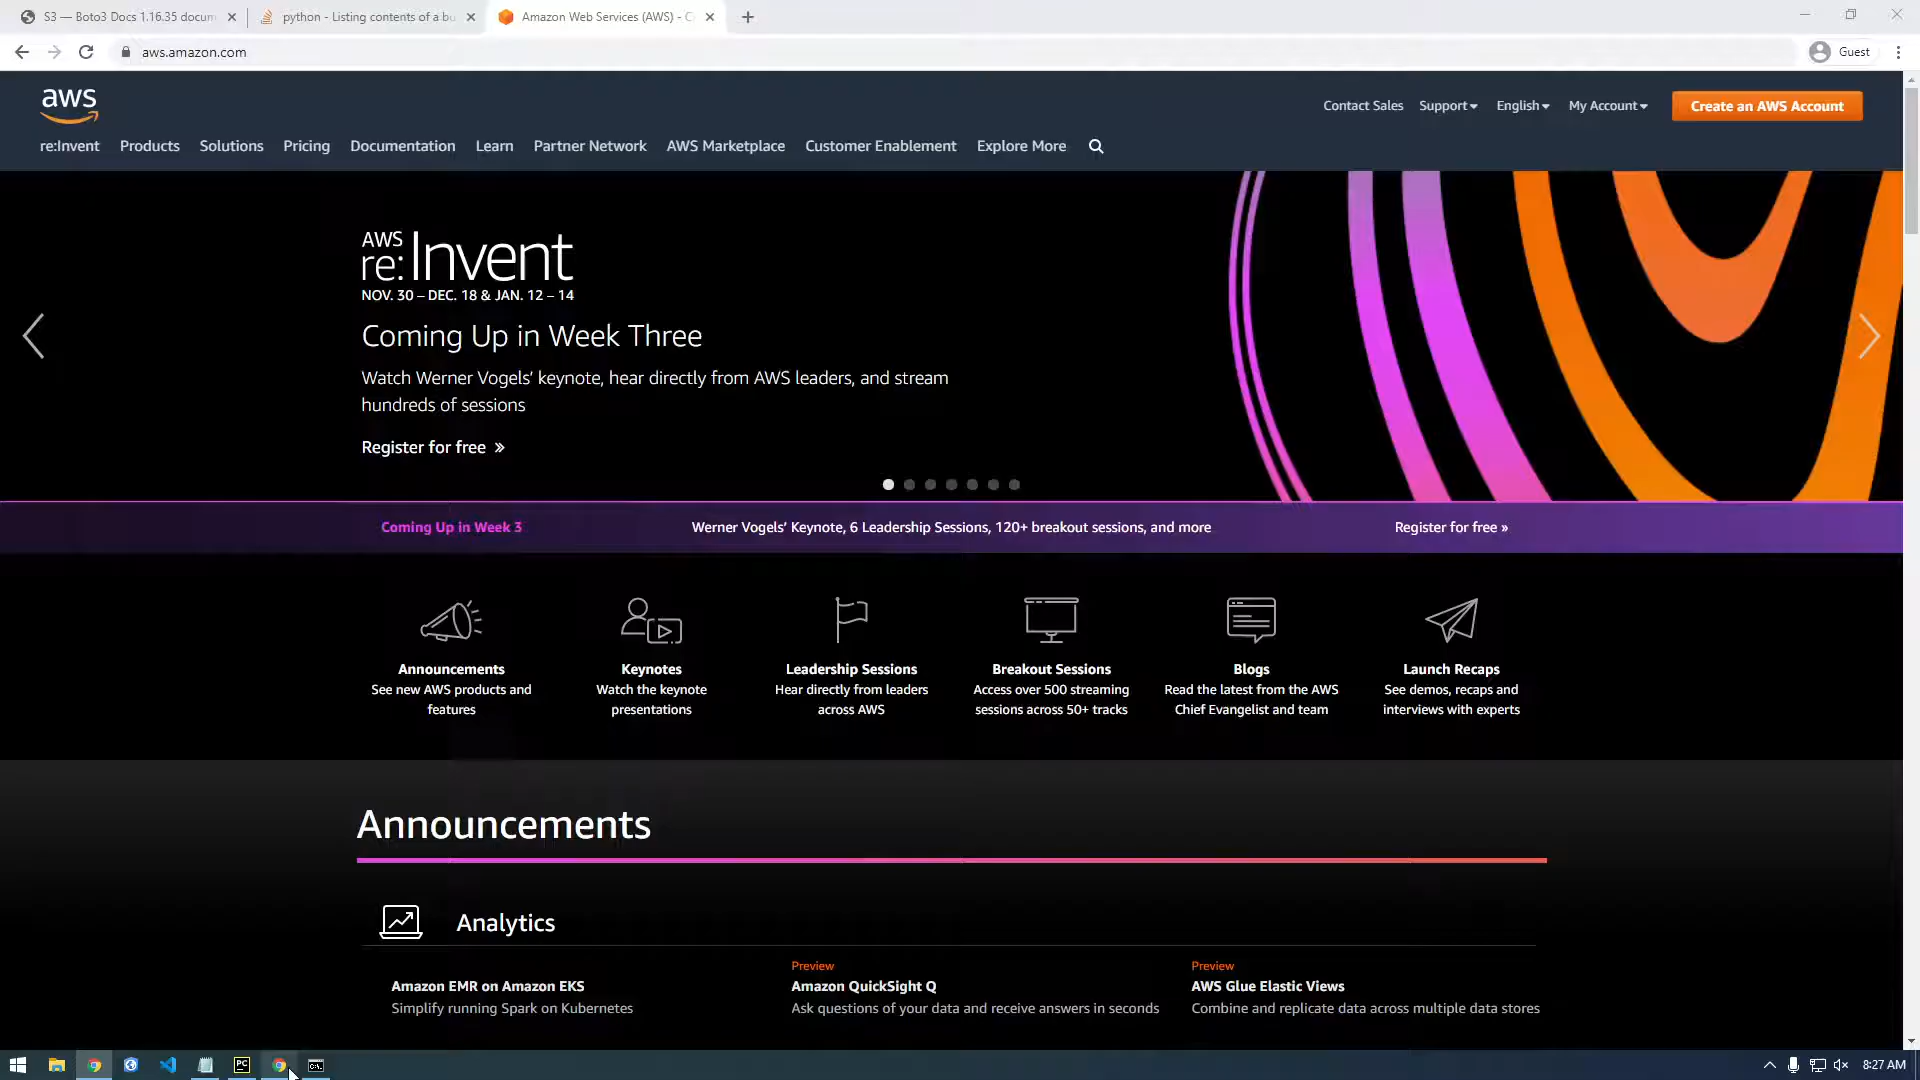 S3 — Boto3 Docs 1.16.35 docum
python - Listing contents of a bu
Amazon Web Services (AWS) - C
aws.amazon.com
Guest
aws
Contact Sales
Support
English
My Account
Create an AWS Account
re:Invent
Products
Solutions
Pricing
Documentation
Learn
Partner Network
AWS Marketplace
Customer Enablement
Explore More
AWS
re:Invent
NOV. 30 – DEC. 18 & JAN. 12 – 14
Coming Up in Week Three
Watch Werner Vogels’ keynote, hear directly from AWS leaders, and stream
hundreds of sessions
Register for free »
Coming Up in Week 3
Werner Vogels’ Keynote, 6 Leadership Sessions, 120+ breakout sessions, and more
Register for free »
Announcements
See new AWS products and
features
Keynotes
Watch the keynote
presentations
Leadership Sessions
Hear directly from leaders
across AWS
Breakout Sessions
Access over 500 streaming
sessions across 50+ tracks
Blogs
Read the latest from the AWS
Chief Evangelist and team
Launch Recaps
See demos, recaps and
interviews with experts
Announcements
Analytics
Amazon EMR on Amazon EKS
Simplify running Spark on Kubernetes
Preview
Amazon QuickSight Q
Ask questions of your data and receive answers in seconds
Preview
AWS Glue Elastic Views
Combine and replicate data across multiple data stores
PC
8:27 AM